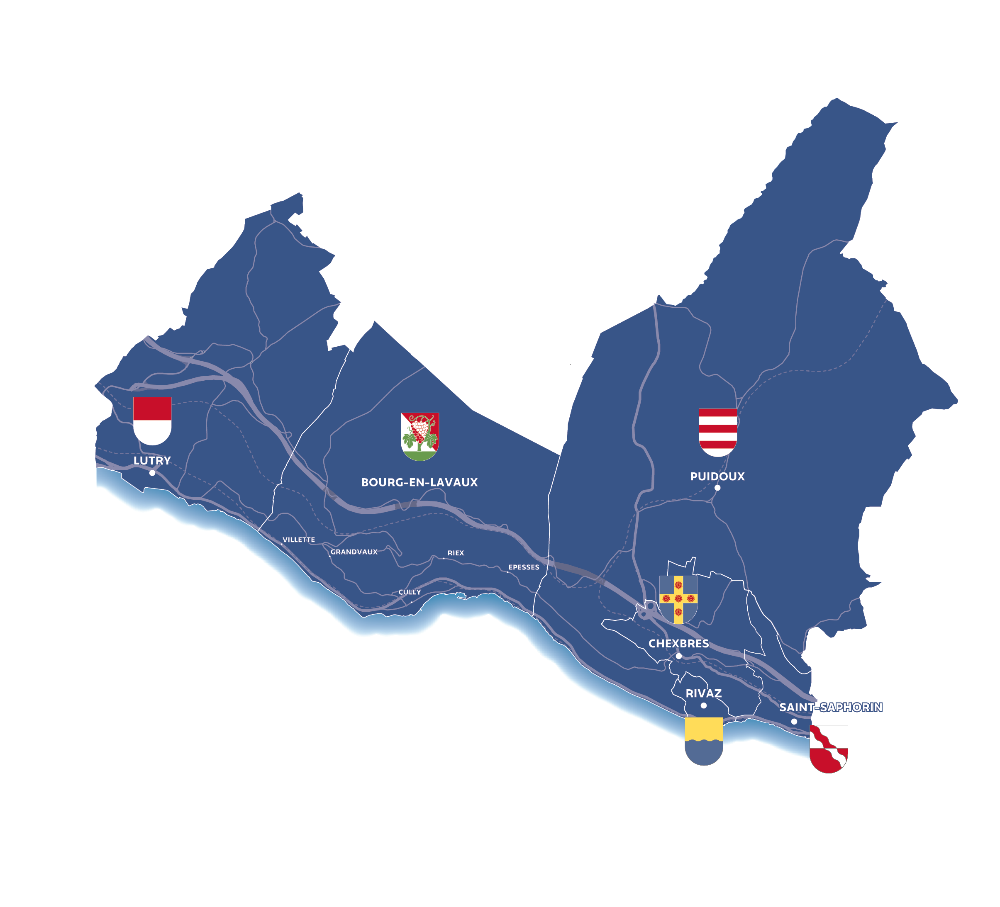 LUTRY
BOURG-EN-LAVAUX
PUIDOUX
VILLETTE
GRANDVAUX
RIEX
EPESSES
CULLY
CHEXBRES
RIVAZ
SAINT-SAPHORIN